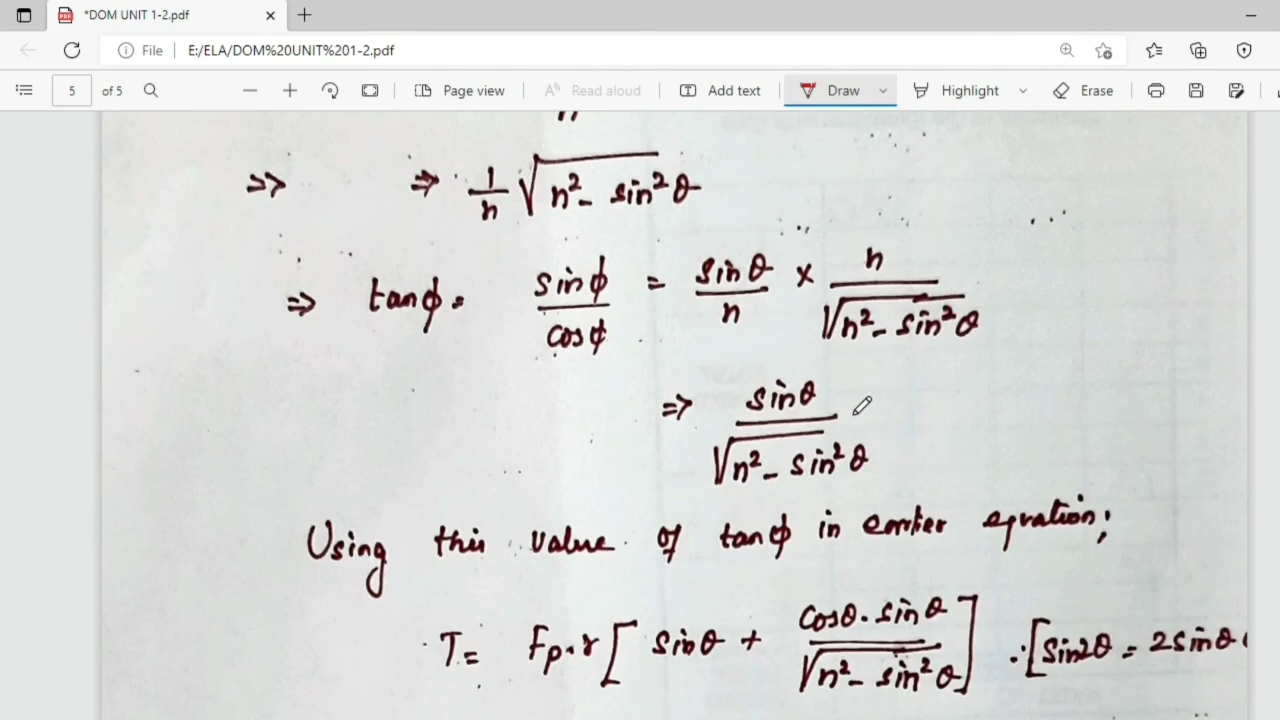 *DOM UNIT 1-2.pdf
File E:/ELA/DOM%20UNIT%201-2.pdf
5 of 5 Page view Read aloud Add text Draw Highlight Erase
n
=> => 1/n √n² - sin²θ
=> tanϕ = sinϕ/cosϕ = sinθ/n × n/√n² - sin²θ
=> sinθ/√n² - sin²θ
Using this value of tanϕ in earlier equation;
T = Fp.r [sinθ + cosθ.sinθ/√n² - sin²θ] ∴ [sin2θ = 2sinθ